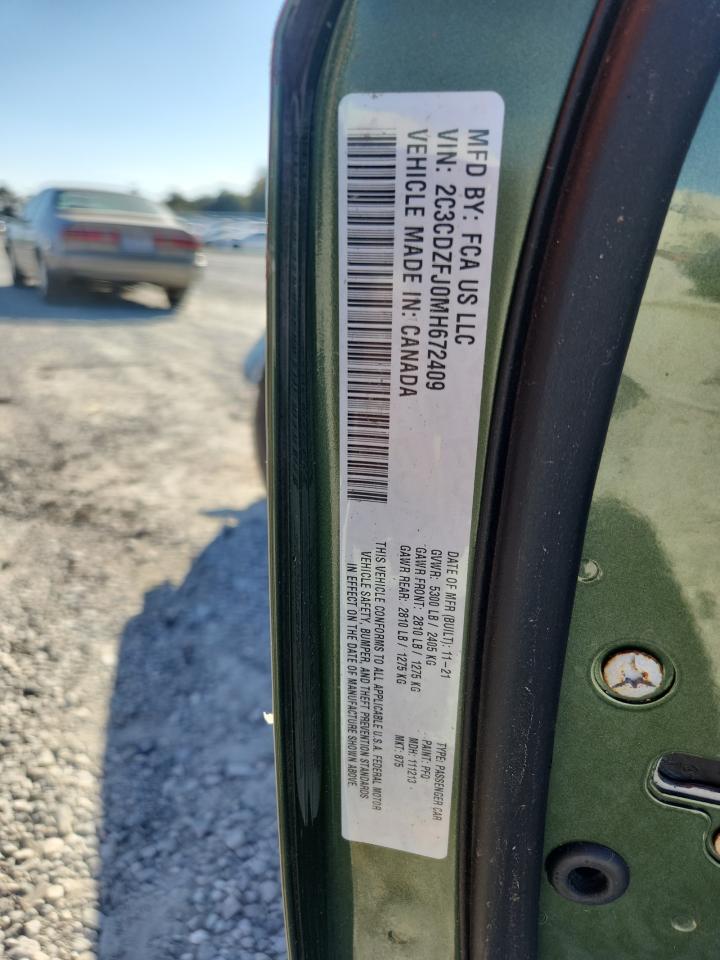 MFD BY: FCA US LLC
VIN: 2C3CDZFJ0MH672409
VEHICLE MADE IN: CANADA
DATE OF MFR (BUILT): 11-21
GVWR: 5300 LB / 2405 KG
GAWR FRONT: 2810 LB / 1275 KG
GAWR REAR: 2810 LB / 1275 KG
THIS VEHICLE CONFORMS TO ALL APPLICABLE U.S.A. FEDERAL MOTOR
VEHICLE SAFETY, BUMPER, AND THEFT PREVENTION STANDARDS
IN EFFECT ON THE DATE OF MANUFACTURE SHOWN ABOVE.
TYPE: PASSENGER CAR
PAINT: PFQ
MDH: 111213
MKT: 875